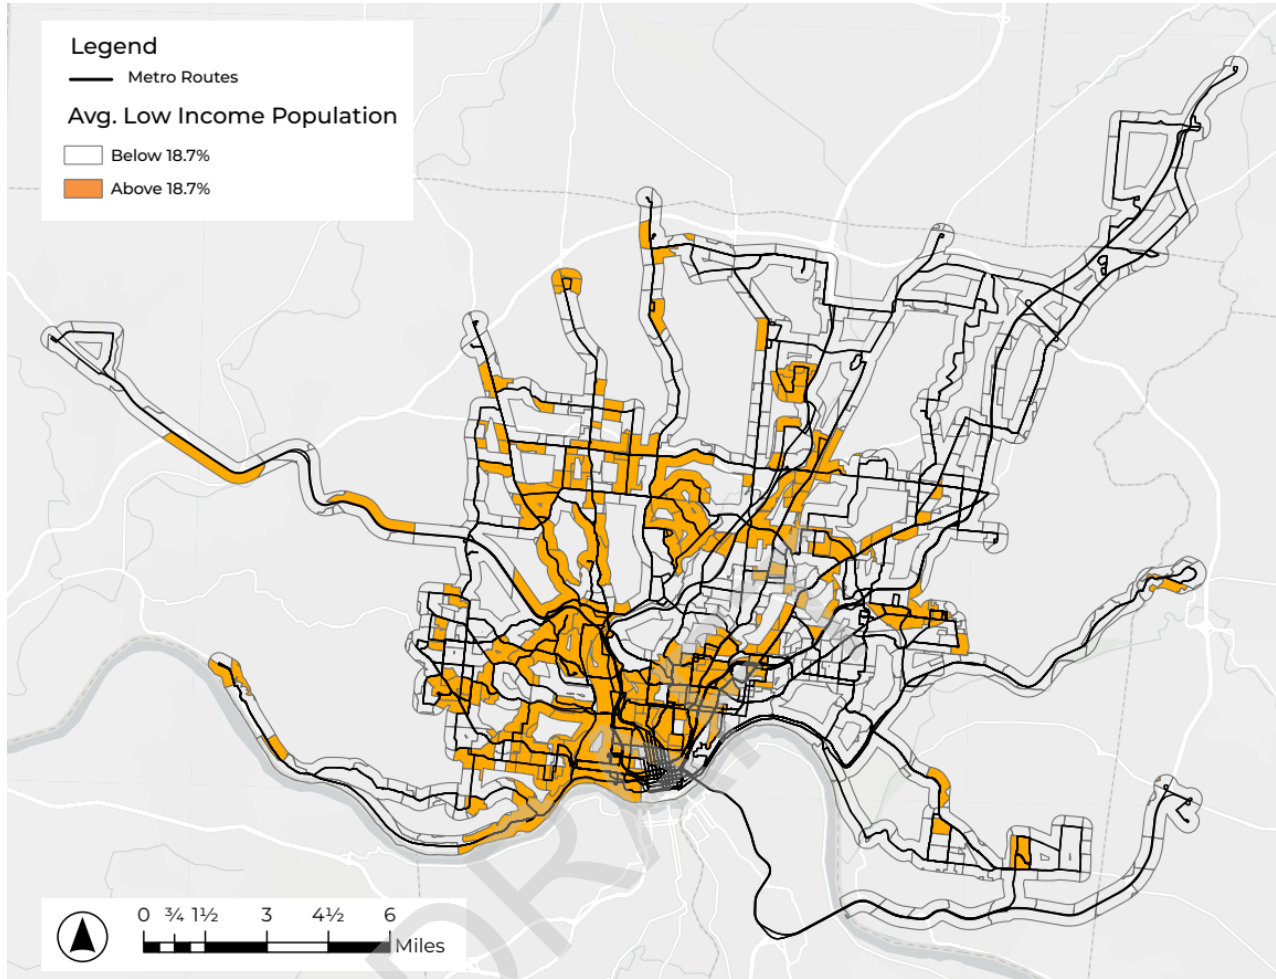 Legend
Metro Routes
Avg. Low Income Population
Below 18.7%
Above 18.7%
0 ¾ 1½ 3 4½ 6
Miles
DRAFT